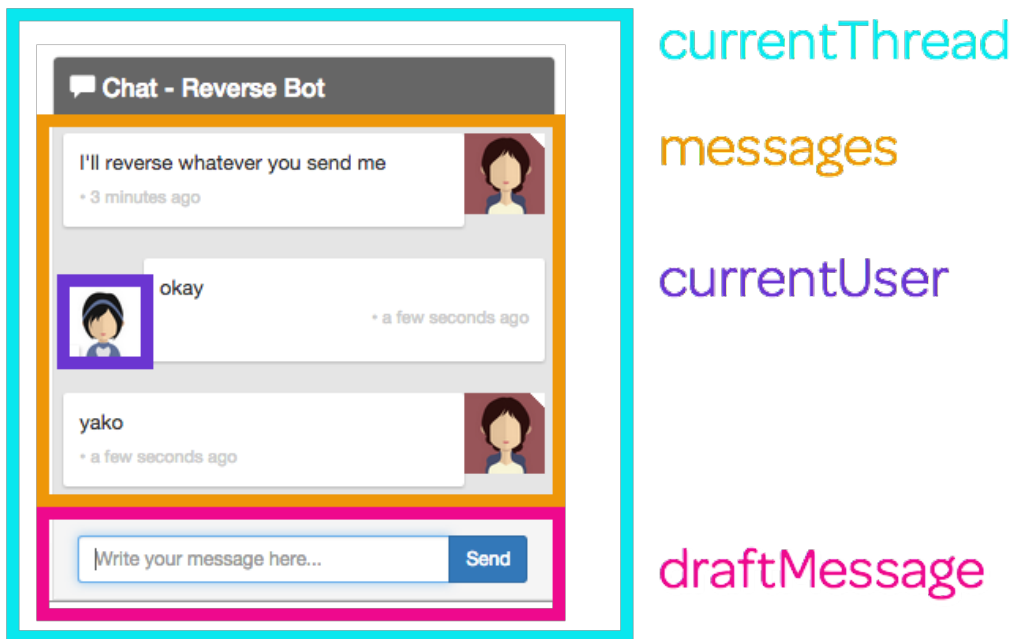 currentThread
Chat - Reverse Bot
messages
I'll reverse whatever you send me
• 3 minutes ago
currentUser
okay
• a few seconds ago
yako
• a few seconds ago
draftMessage
Write your message here...
Send